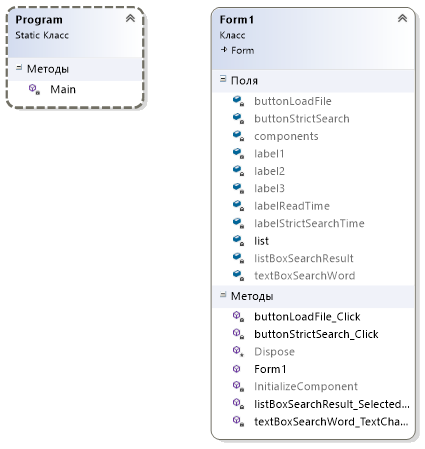 Program
Static Класс
Методы
Main
Form1
Класс
Form
Поля
buttonLoadFile
buttonStrictSearch
components
label1
label2
label3
labelReadTime
labelStrictSearchTime
list
listBoxSearchResult
textBoxSearchWord
Методы
buttonLoadFile_Click
buttonStrictSearch_Click
Dispose
Form1
InitializeComponent
listBoxSearchResult_Selected...
textBoxSearchWord_TextCha...